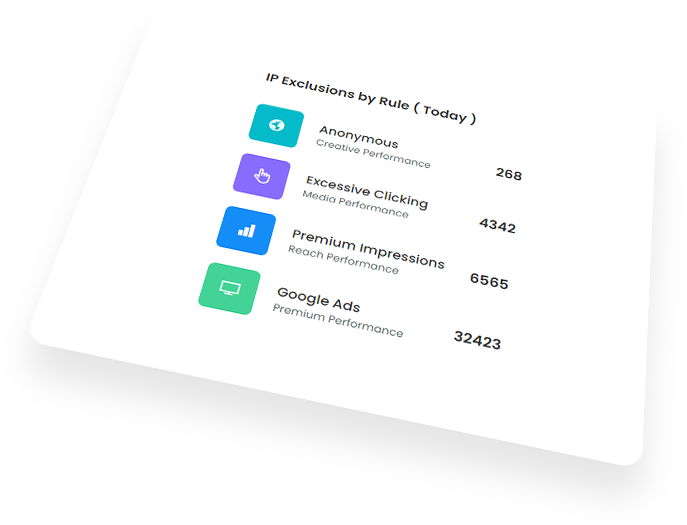 IP Exclusions by Rule ( Today )
Anonymous
Creative Performance
268
Excessive Clicking
Media Performance
4342
Premium Impressions
Reach Performance
6565
Google Ads
Premium Performance
32423